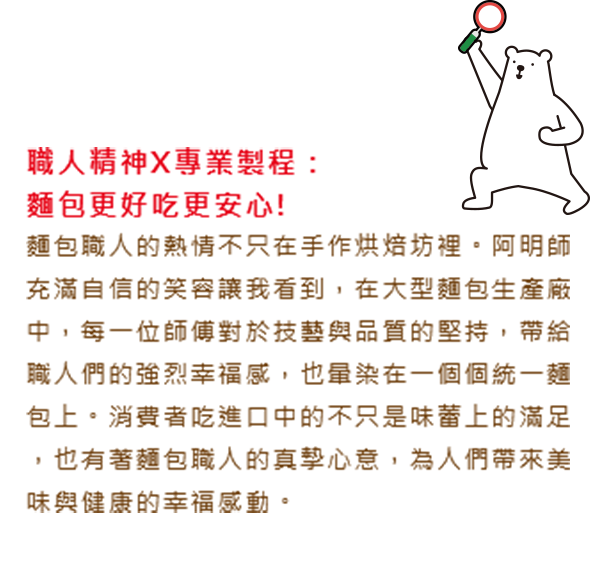 職人精神X專業製程：
麵包更好吃更安心!
麵包職人的熱情不只在手作烘焙坊裡。阿明師
充滿自信的笑容讓我看到，在大型麵包生產廠
中，每一位師傅對於技藝與品質的堅持，帶給
職人們的強烈幸福感，也暈染在一個個統一麵
包上。消費者吃進口中的不只是味蕾上的滿足
，也有著麵包職人的真摯心意，為人們帶來美
味與健康的幸福感動。